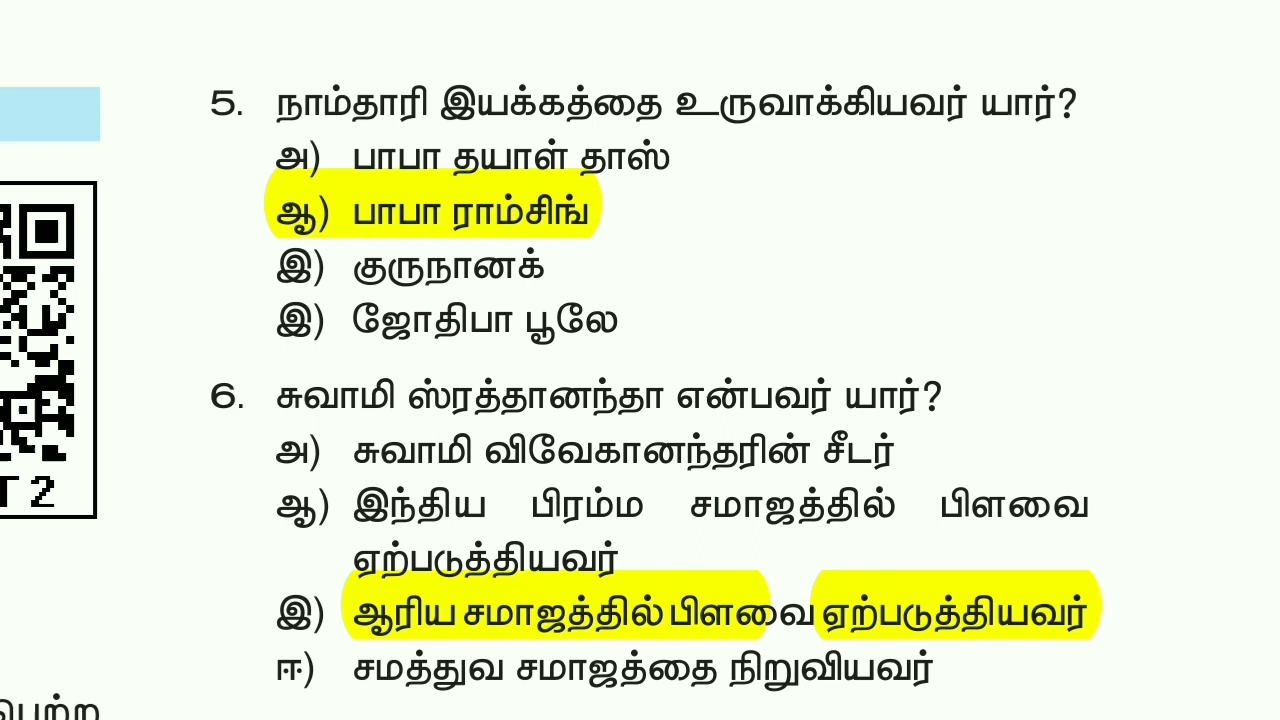 5. நாம்தாரி இயக்கத்தை உருவாக்கியவர் யார்?
அ) பாபா தயாள் தாஸ்
ஆ) பாபா ராம்சிங்
இ) குருநானக்
இ) ஜோதிபா பூலே
6. சுவாமி ஸ்ரத்தானந்தா என்பவர் யார்?
அ) சுவாமி விவேகானந்தரின் சீடர்
ஆ) இந்திய பிரம்ம சமாஜத்தில் பிளவை
ஏற்படுத்தியவர்
T 2
இ) ஆரிய சமாஜத்தில் பிளவை ஏற்படுத்தியவர்
ஈ) சமத்துவ சமாஜத்தை நிறுவியவர்